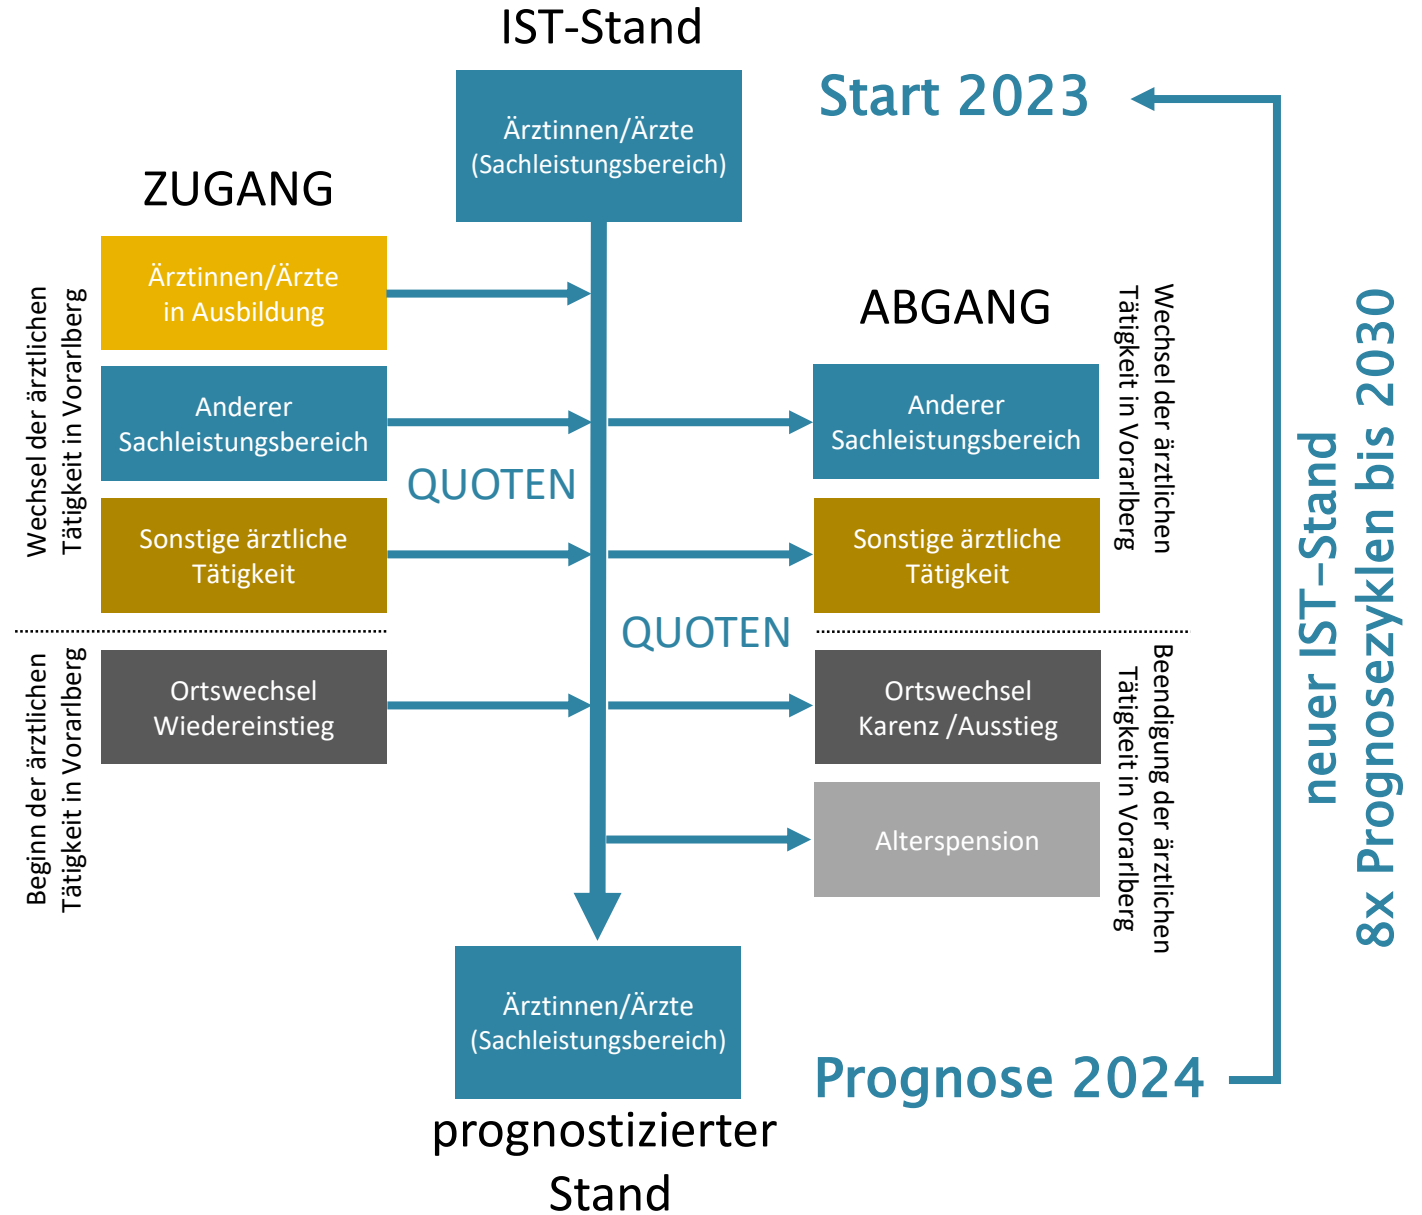 IST-Stand
Ärztinnen/Ärzte
(Sachleistungsbereich)
Start 2023
ZUGANG
Wechsel der ärztlichen
Tätigkeit in Vorarlberg
Ärztinnen/Ärzte
in Ausbildung
Anderer
Sachleistungsbereich
Sonstige ärztliche
Tätigkeit
QUOTEN
Beginn der ärztlichen
Tätigkeit in Vorarlberg
Ortswechsel
Wiedereinstieg
ABGANG
Wechsel der ärztlichen
Tätigkeit in Vorarlberg
Anderer
Sachleistungsbereich
Sonstige ärztliche
Tätigkeit
QUOTEN
Beendigung der ärztlichen
Tätigkeit in Vorarlberg
Ortswechsel
Karenz /Ausstieg
Alterspension
neuer IST-Stand
8x Prognosezyklen bis 2030
Ärztinnen/Ärzte
(Sachleistungsbereich)
Prognose 2024
prognostizierter
Stand